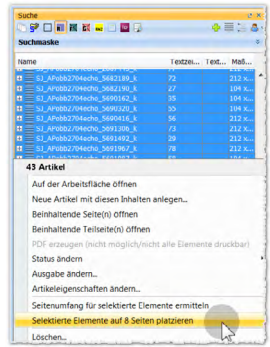 Suche
Suchmaske
Name Textzei... Text... Maß...
SJ_APobb2704echo_5682189_k 72 212 x...
SJ_APobb2704echo_5682190_k 27 104 x...
SJ_APobb2704echo_5690162_k 35 104 x...
SJ_APobb2704echo_5690320_k 55 104 x...
SJ_APobb2704echo_5690416_k 56 212 x...
SJ_APobb2704echo_5691306_k 73 212 x...
SJ_APobb2704echo_5691492_k 39 212 x...
SJ_APobb2704echo_5691967_k 78 212 x...
43 Artikel
Auf der Arbeitsfläche öffnen
Neue Artikel mit diesen Inhalten anlegen...
Beinhaltende Seite(n) öffnen
Beinhaltende Teilseite(n) öffnen
PDF erzeugen (nicht möglich/nicht alle Elemente druckbar)
Status ändern
Ausgabe ändern...
Artikeleigenschaften ändern...
Seitenumfang für selektierte Elemente ermitteln
Selektierte Elemente auf 8 Seiten platzieren
Löschen...